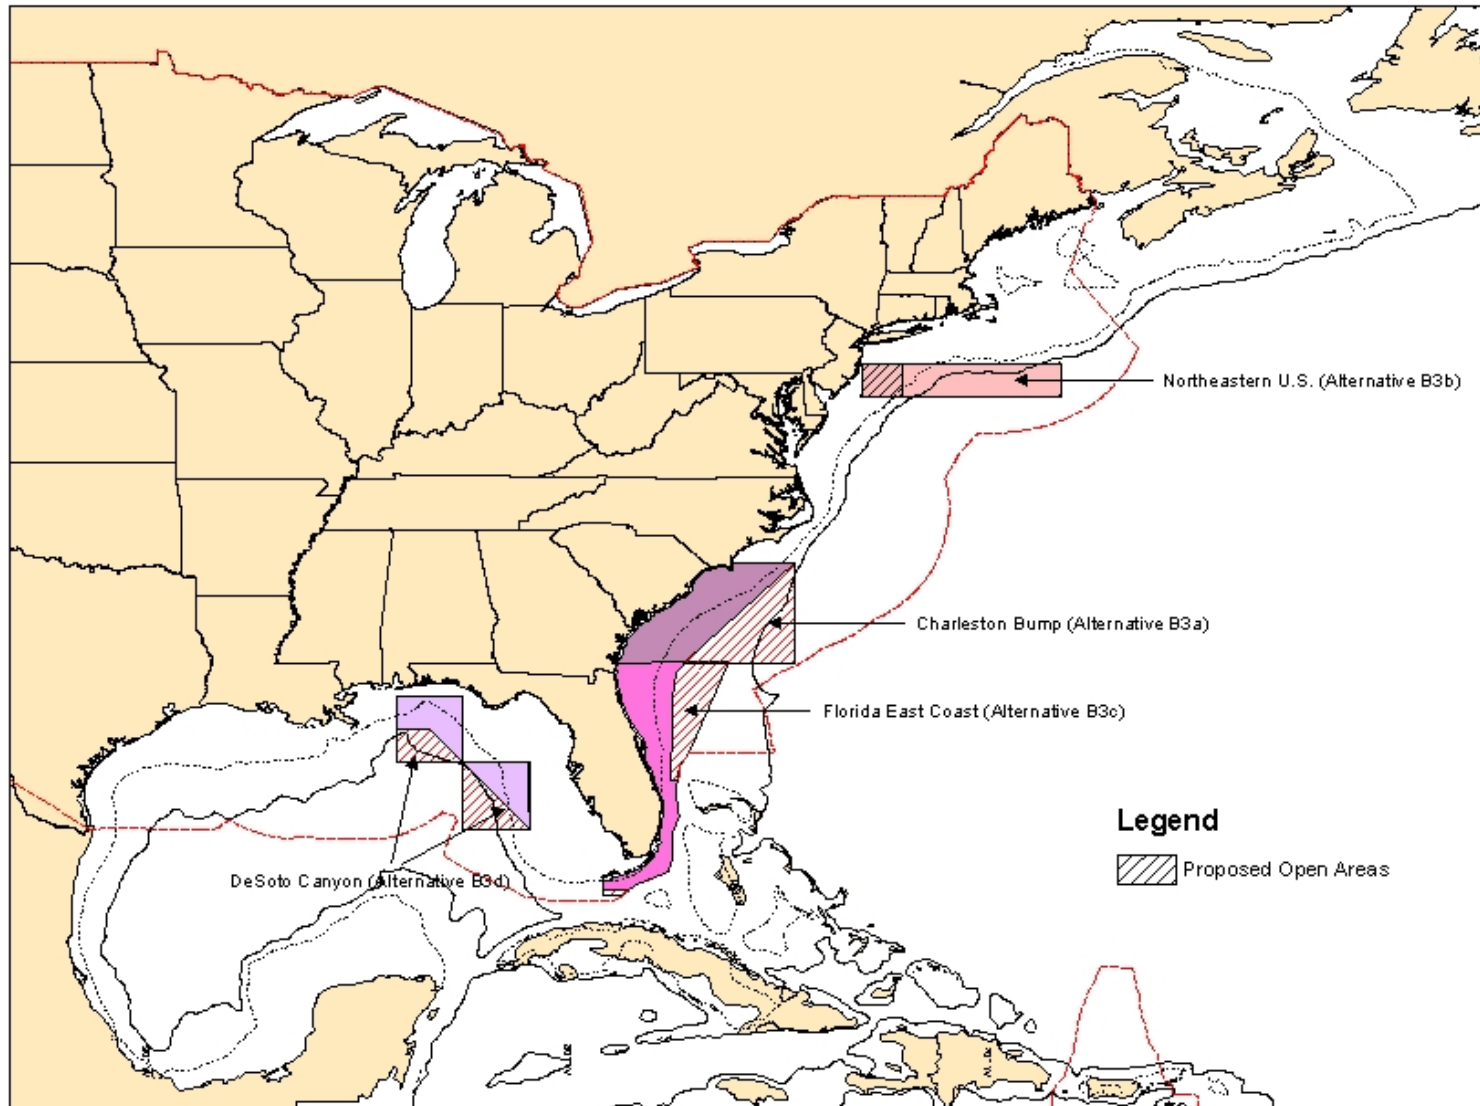 Northeastern U.S. (Alternative B3b)
Charleston Bump (Alternative B3a)
Florida East Coast (Alternative B3c)
DeSoto Canyon (Alternative B3d)
Legend
Proposed Open Areas